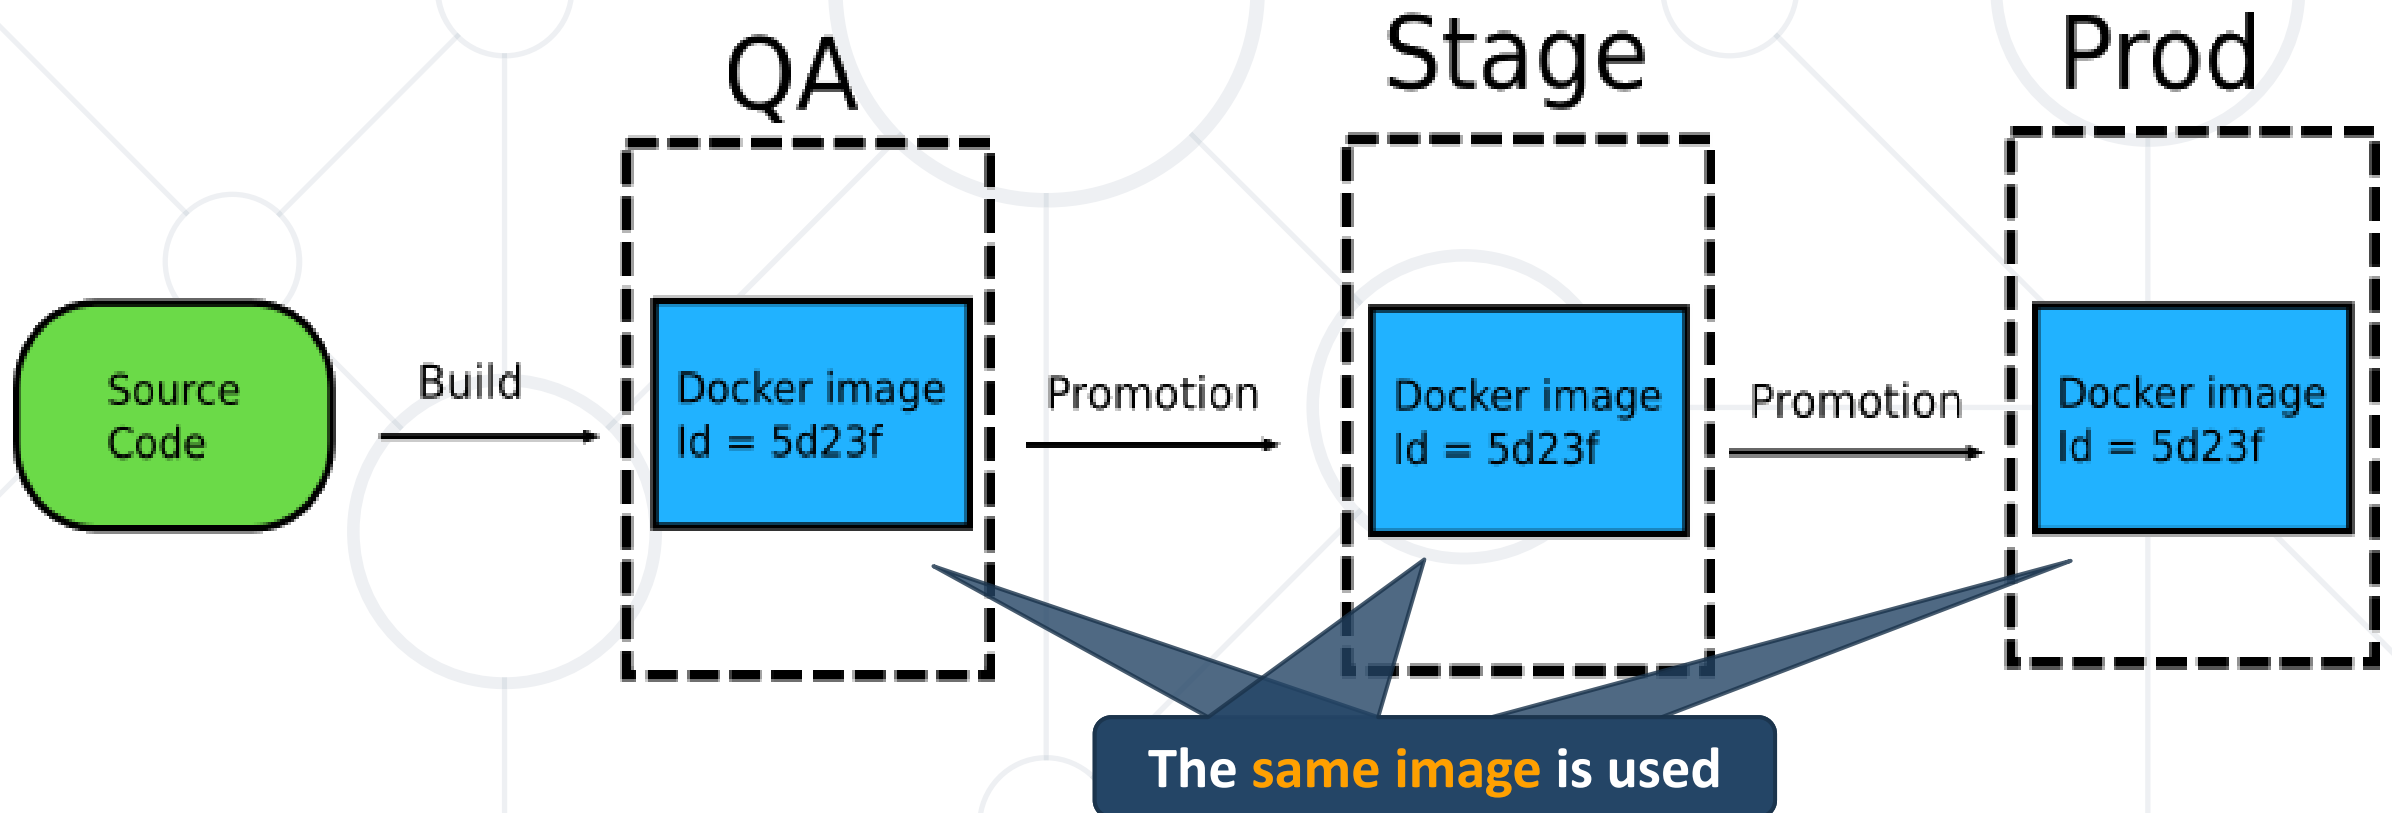 QA
Stage
Prod
Source
Code
Build
Docker image
Id = 5d23f
Promotion
Docker image
Id = 5d23f
Promotion
Docker image
Id = 5d23f
The same image is used